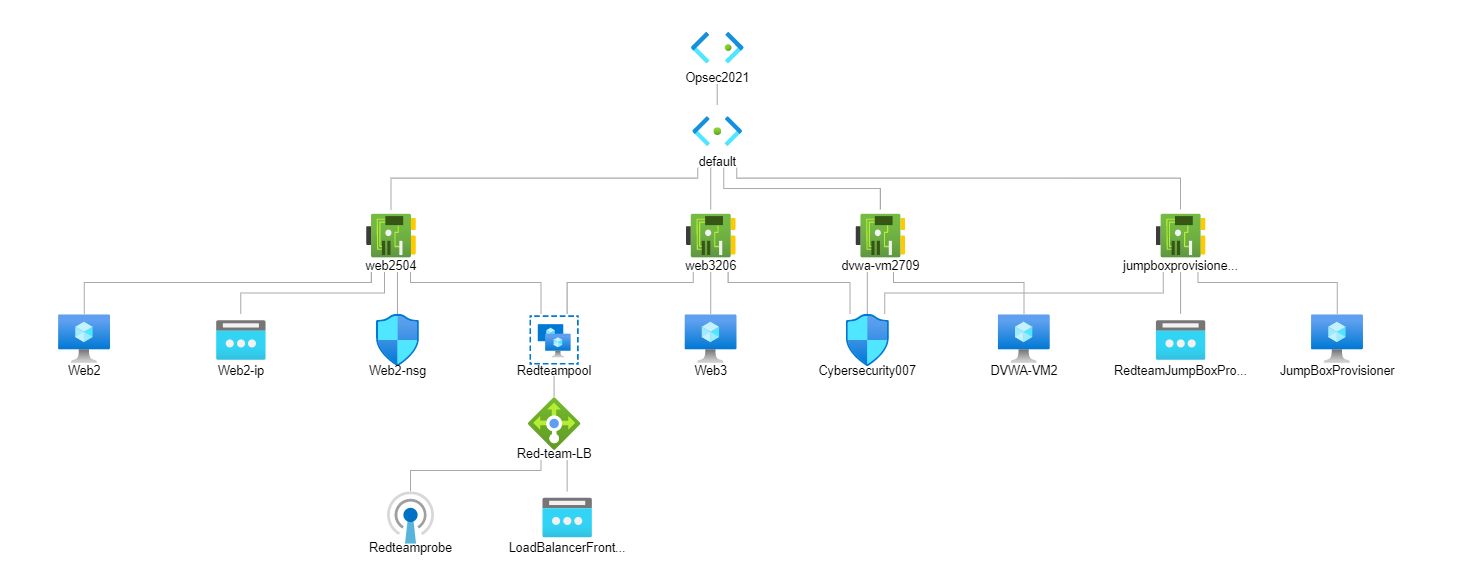 Opsec2021
default
web2504
web3206
dvwa-vm2709
jumpboxprovisione...
Web2
Web2-ip
Web2-nsg
Redteampool
Web3
Cybersecurity007
DVWA-VM2
RedteamJumpBoxPro...
JumpBoxProvisioner
Red-team-LB
Redteamprobe
LoadBalancerFront...